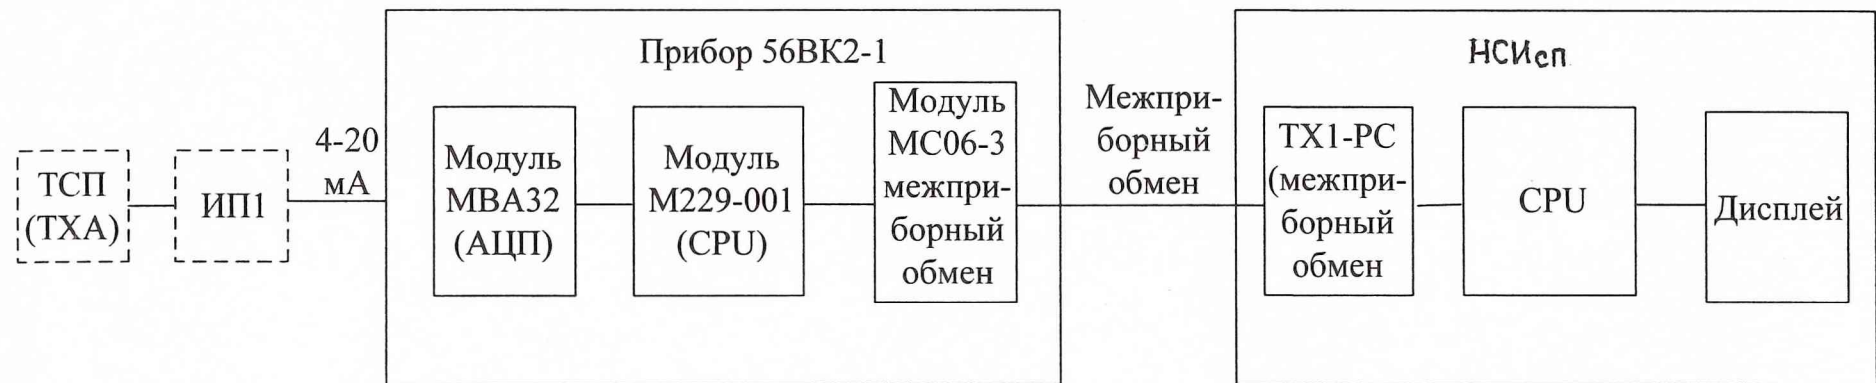 ТСП
(ТХА)
ИП1
4-20
мА
Прибор 56ВК2-1
Модуль
МВА32
(АЦП)
Модуль
М229-001
(CPU)
Модуль
МС06-3
межпри-
борный
обмен
Межпри-
борный
обмен
НСИсп
ТХ1-РС
(межпри-
борный
обмен
CPU
Дисплей